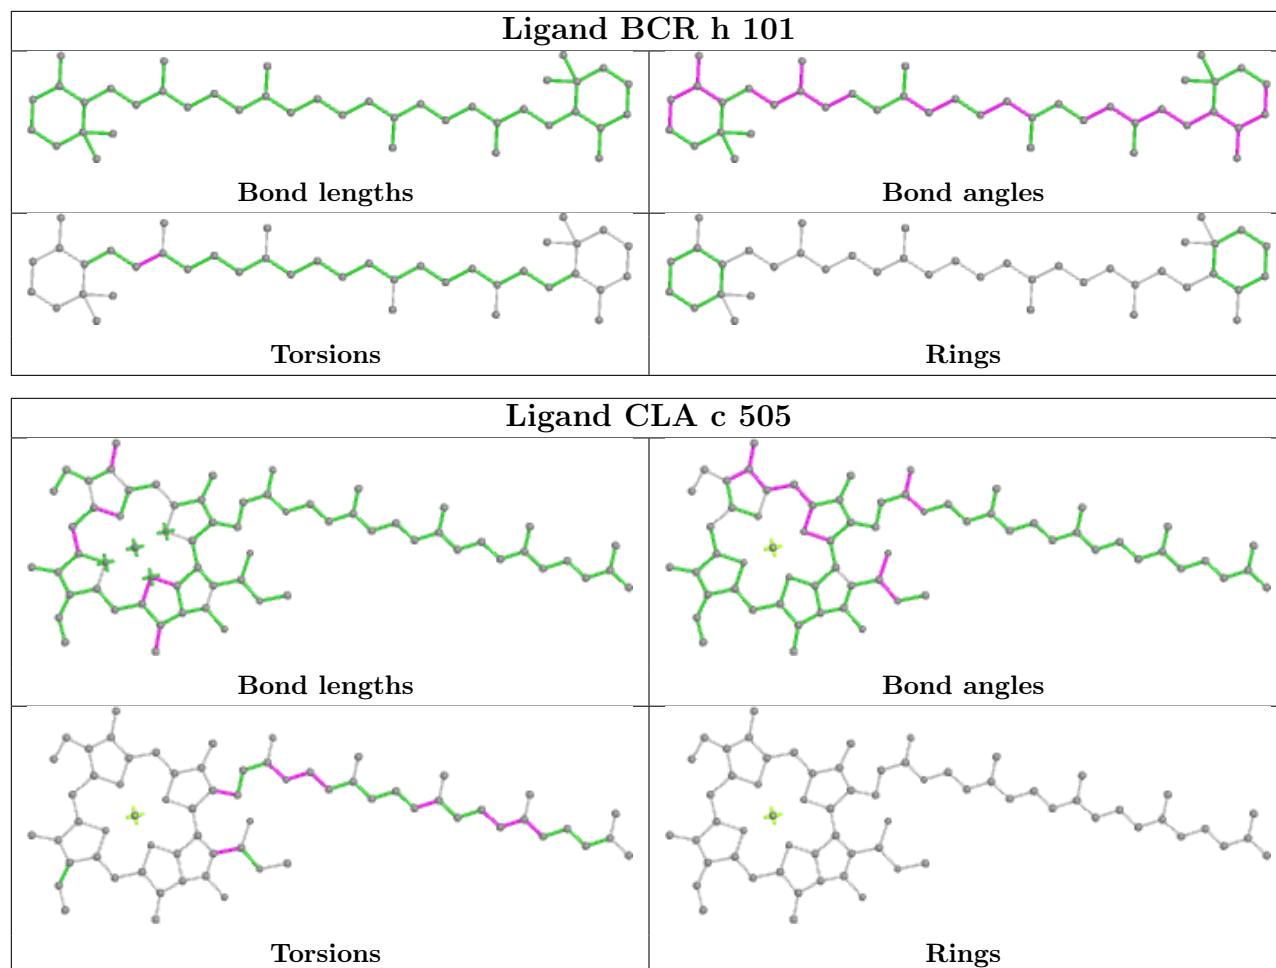 Ligand BCR h 101
Bond lengths
Bond angles
Torsions
Rings
Ligand CLA c 505
Bond lengths
Bond angles
Torsions
Rings